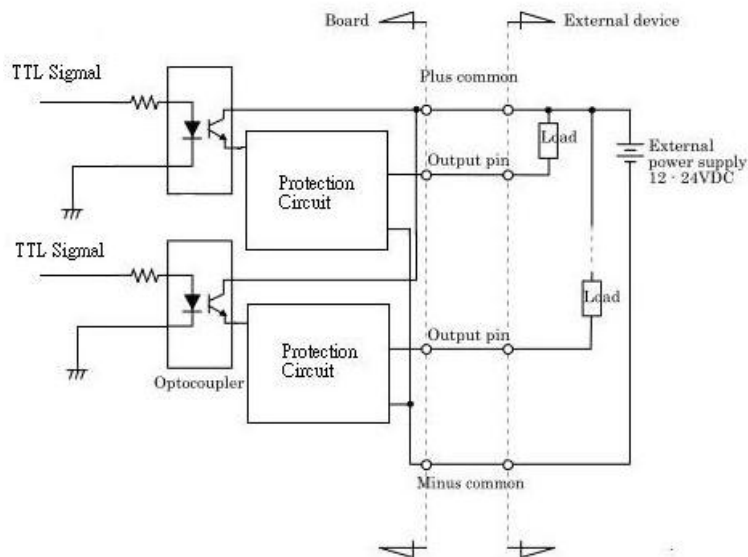 Board
External device
TTL Sigmal
Plus common
Load
External
power supply
12 - 24VDC
Output pin
Protection
Circuit
TTL Sigmal
Load
Output pin
Protection
Circuit
Optocoupler
Minus common